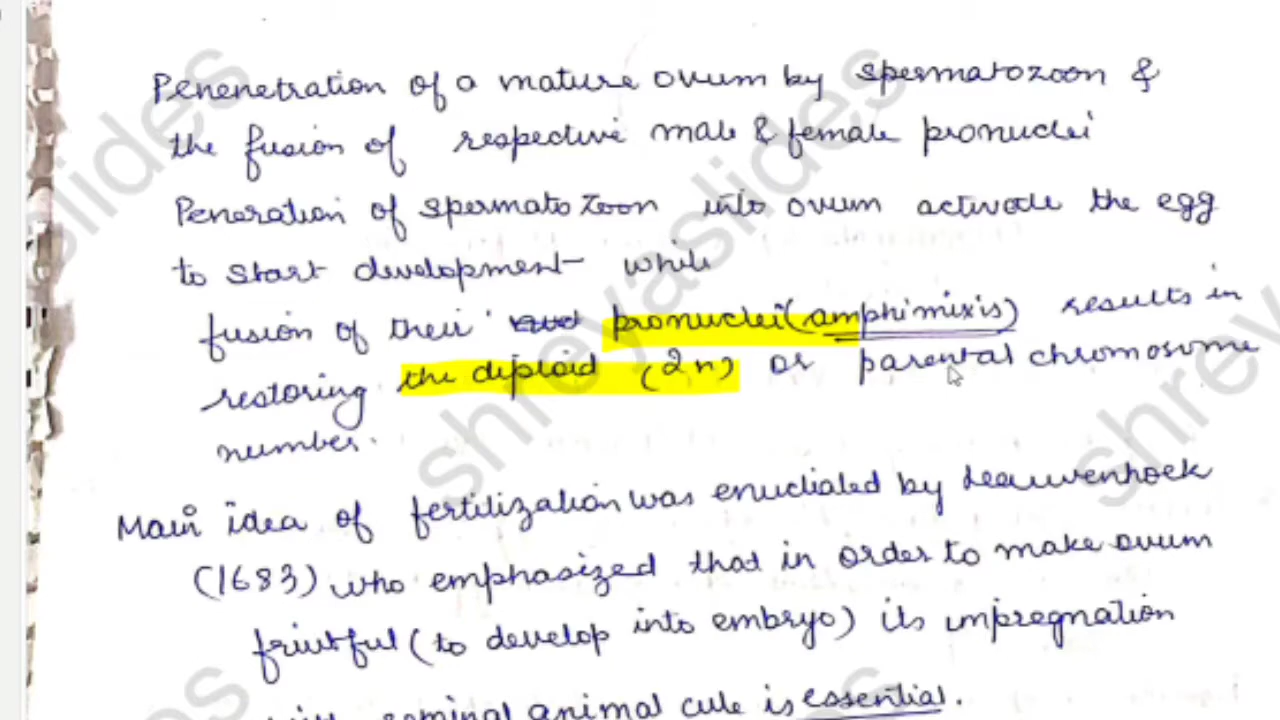 Penenetration of a mature ovum by spermatozoon &
the fusion of respective male & female pronuclei
Peneration of spermatozoon into ovum activate the egg
to start development while
fusion of their pronuclei (amphimixis) results in
restoring the diploid (2n) or parental chromosome
number.
Main idea of fertilization was enuciated by Leeuwenhoek
(1683) who emphasized that in order to make ovum
fruitful (to develop into embryo) its impregnation
seminal animal cule is essential.
shreyaslides